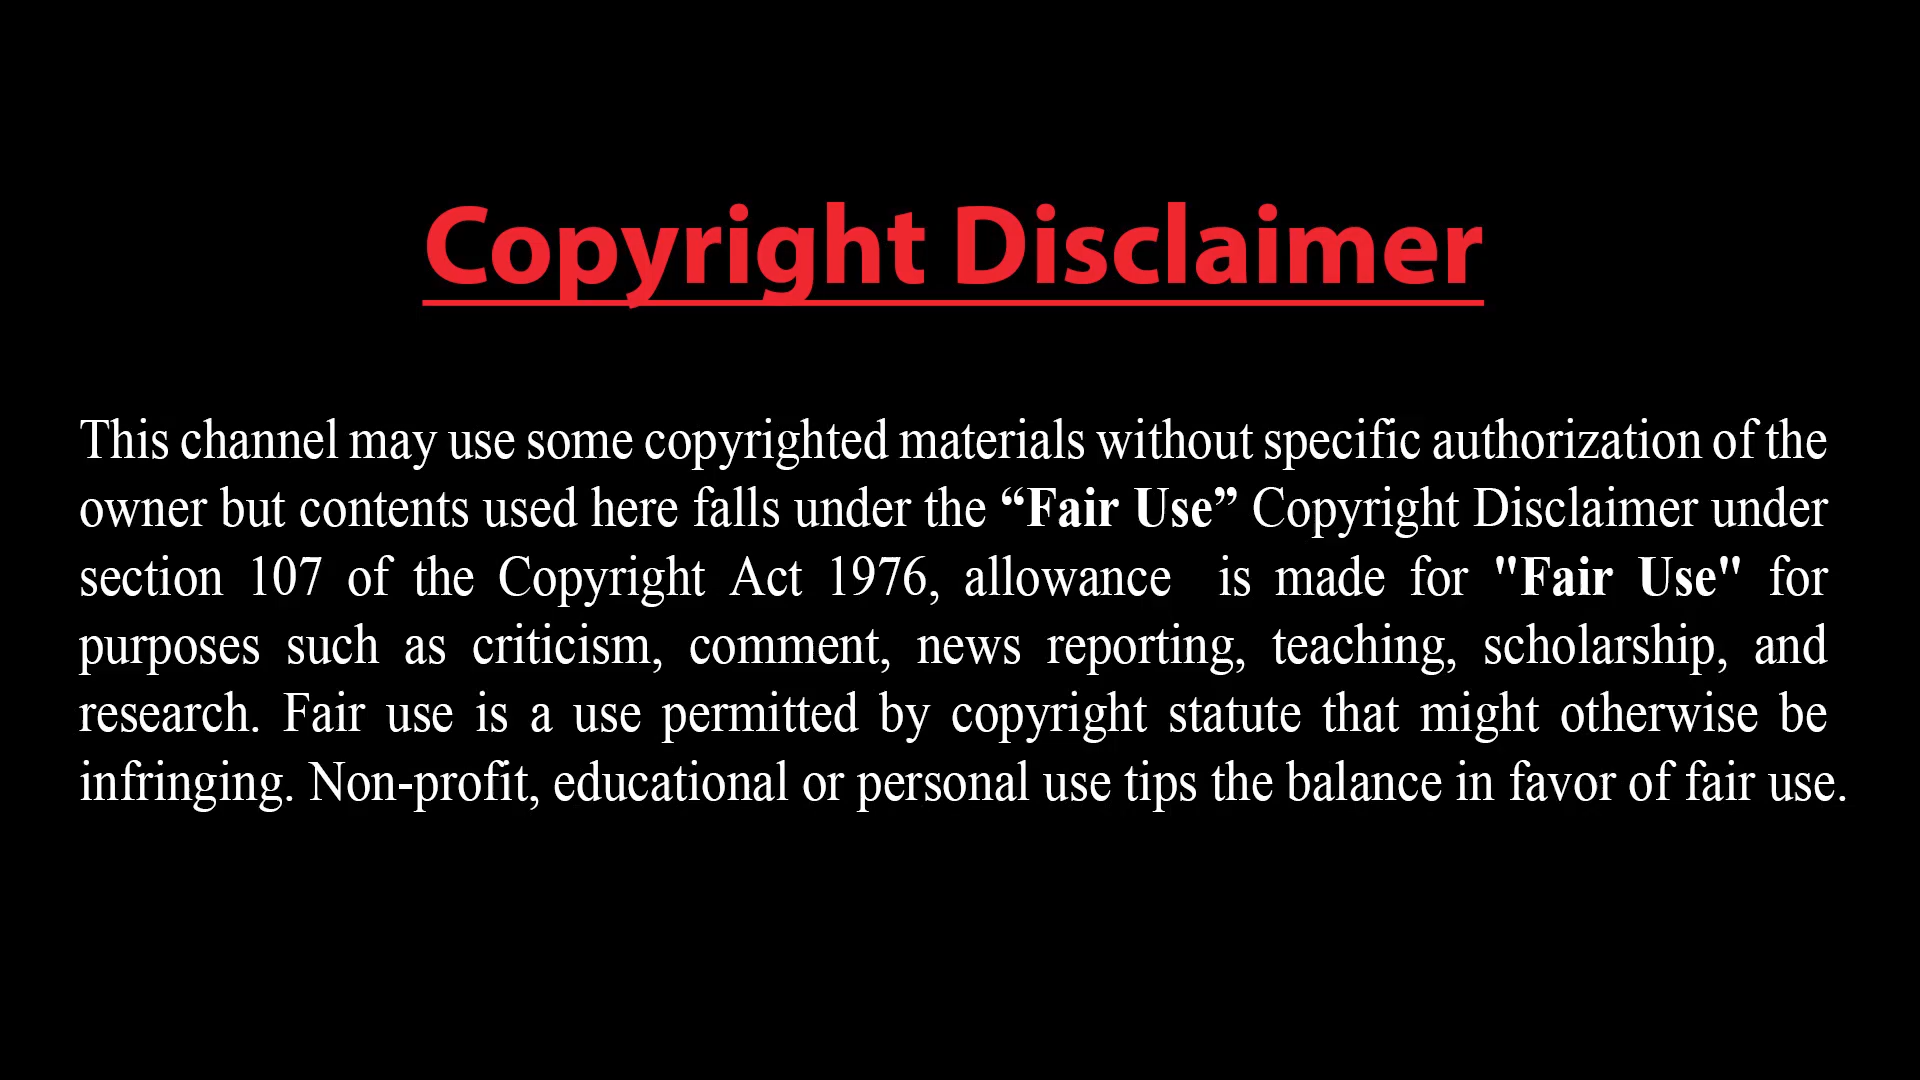 Copyright Disclaimer
This channel may use some copyrighted materials without specific authorization of the
owner but contents used here falls under the “Fair Use” Copyright Disclaimer under
section 107 of the Copyright Act 1976, allowance  is made for "Fair Use" for
purposes such as criticism, comment, news reporting, teaching, scholarship, and
research. Fair use is a use permitted by copyright statute that might otherwise be
infringing. Non-profit, educational or personal use tips the balance in favor of fair use.